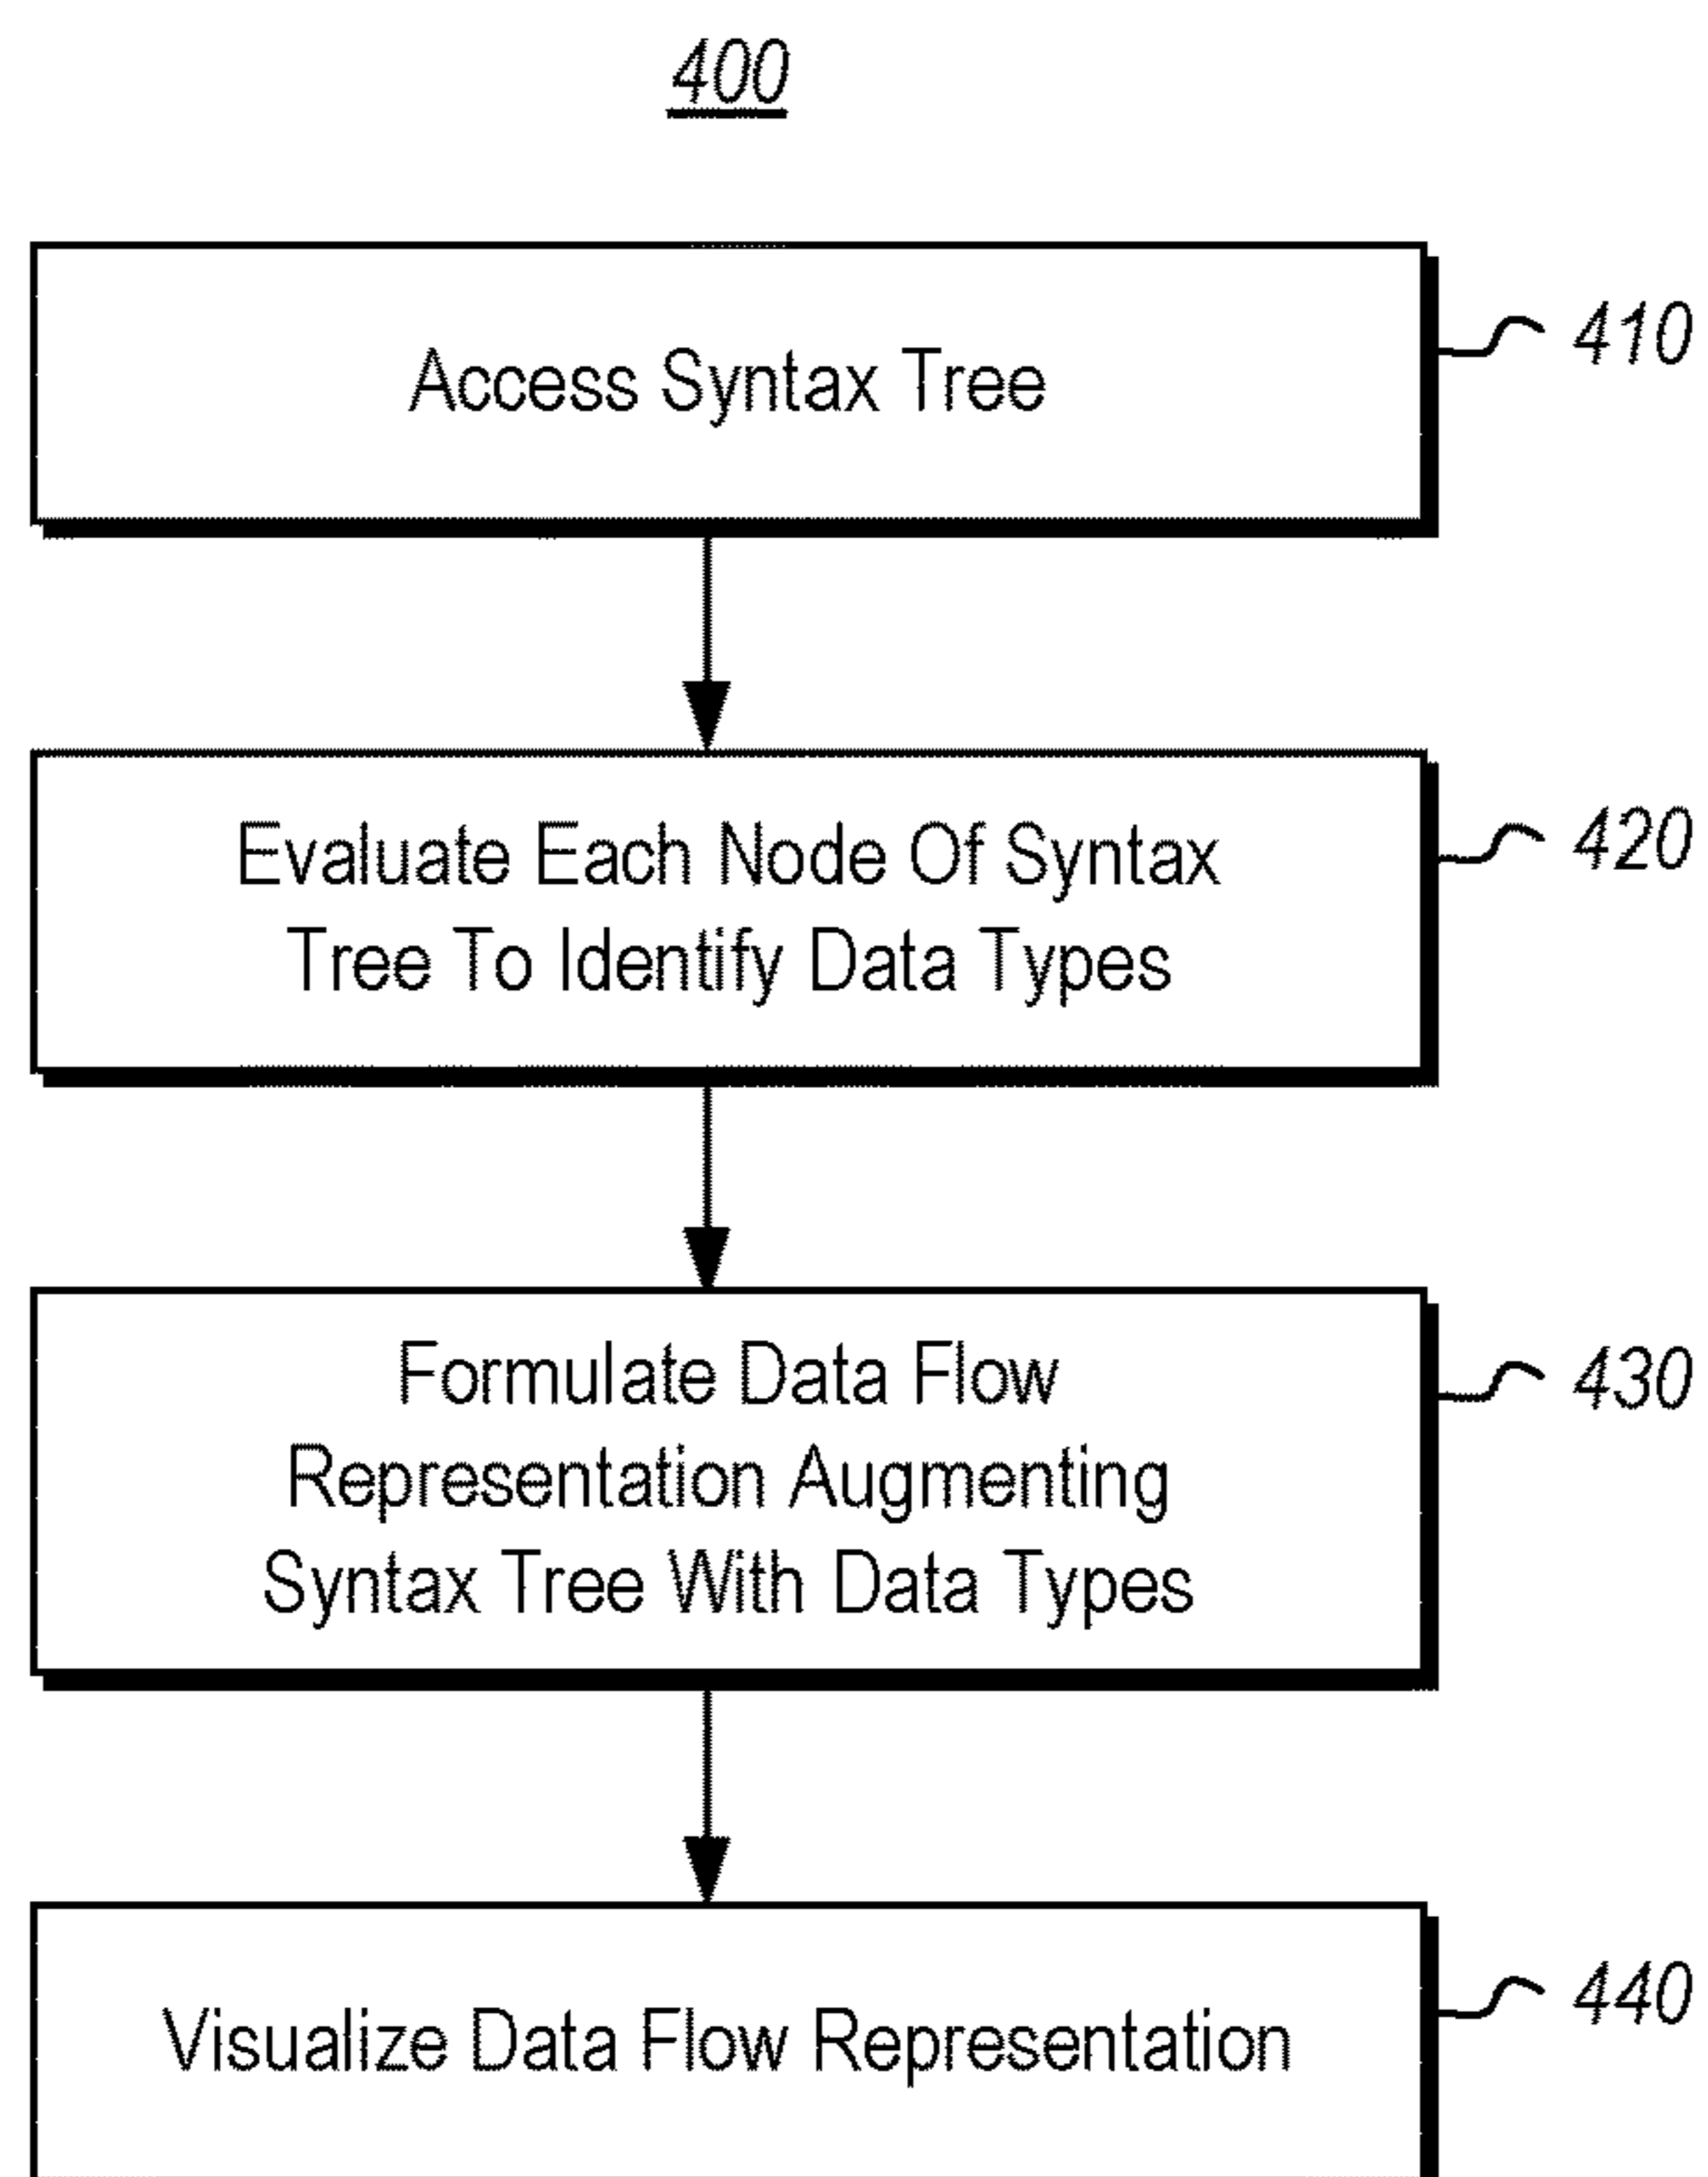 400
Access Syntax Tree
410
Evaluate Each Node Of Syntax
Tree To Identify Data Types
420
Formulate Data Flow
Representation Augmenting
Syntax Tree With Data Types
430
Visualize Data Flow Representation
440